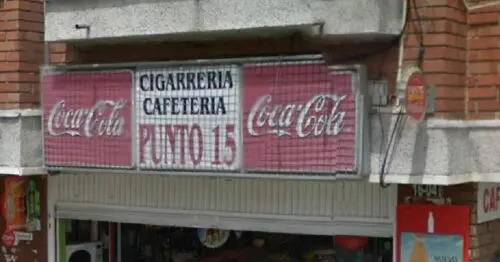 Coca-Cola
CIGARRERIA
CAFETERIA
PUNTO 15
Coca-Cola